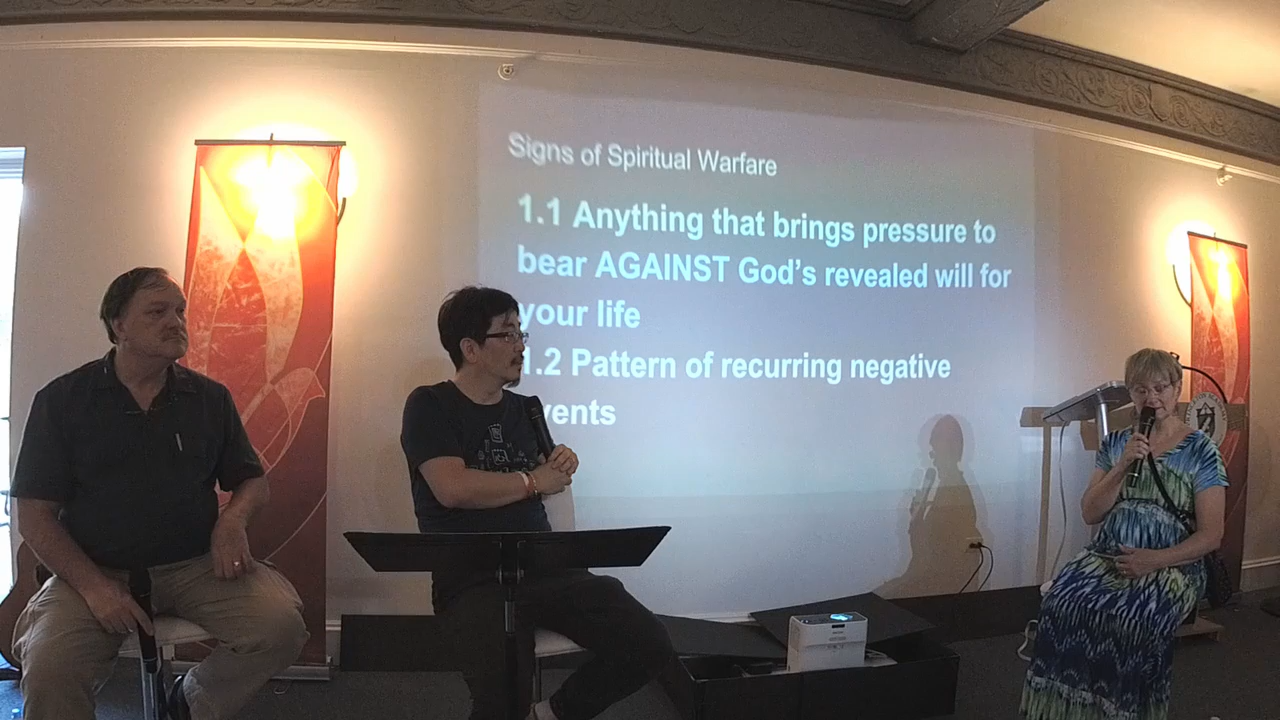 Signs of Spiritual Warfare
1.1 Anything that brings pressure to
bear AGAINST God's revealed will for
your life
1.2 Pattern of recurring negative
vents